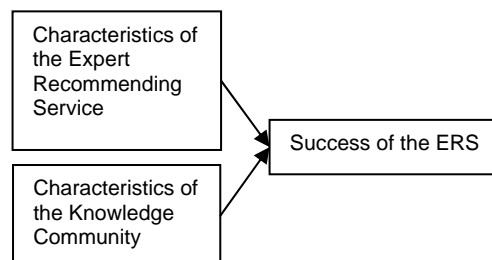 Characteristics of
the Expert
Recommending
Service
Success of the ERS
Characteristics of
the Knowledge
Community